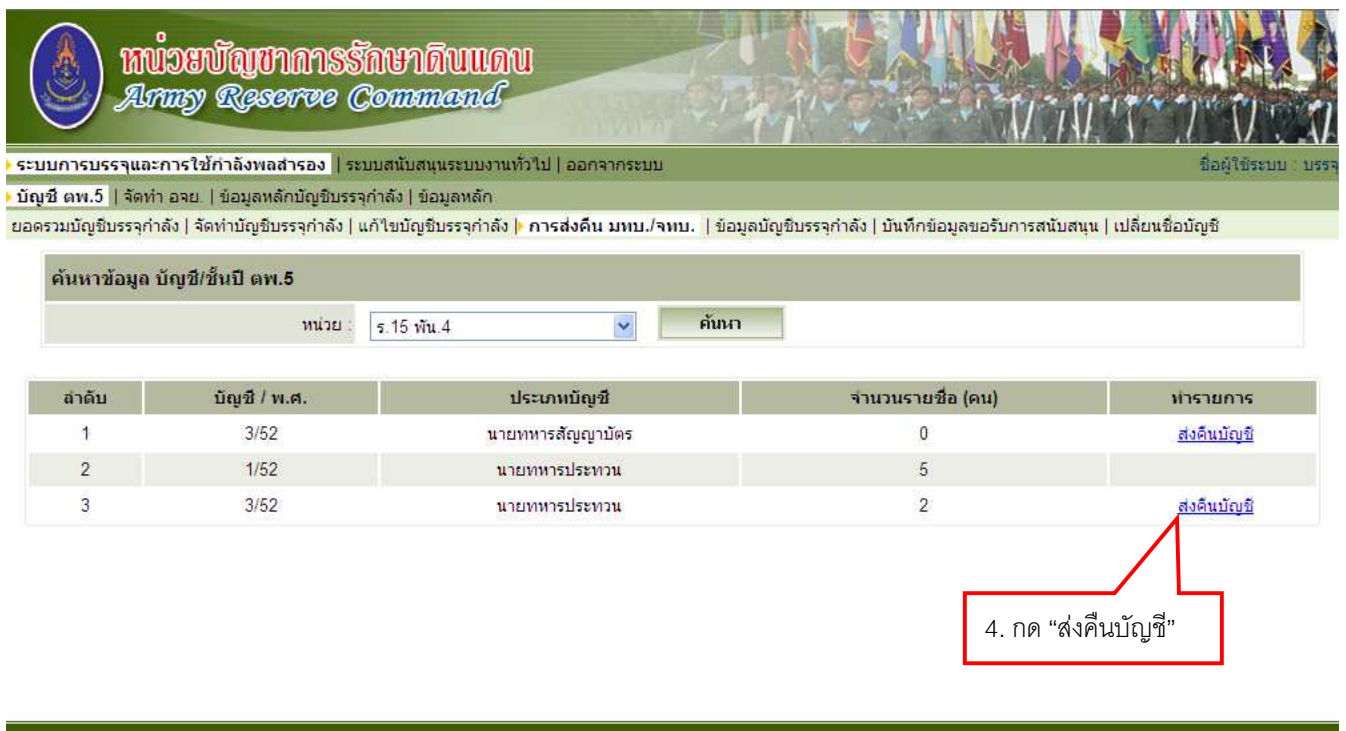 หน่วยบัญชาการรักษาดินแดน
Army Reserve Command
ระบบการบรรจุและการใช้กำลังพลสำรอง | ระบบสนับสนุนระบบงานทั่วไป | ออกจากระบบ ชื่อผู้ใช้ระบบ : บรรจุ
บัญชี ตพ.5 | จัดทำ อจย. | ข้อมูลหลักบัญชีบรรจุกำลัง | ข้อมูลหลัก
ยอดรวมบัญชีบรรจุกำลัง | จัดทำบัญชีบรรจุกำลัง | แก้ไขบัญชีบรรจุกำลัง | การส่งคืน มทบ./จทบ. | ข้อมูลบัญชีบรรจุกำลัง | บันทึกข้อมูลขอรับการสนับสนุน | เปลี่ยนชื่อบัญชี
ค้นหาข้อมูล บัญชี/ชั้นปี ตพ.5
หน่วย : ร.15 พัน.4 ค้นหา
ลำดับ บัญชี / พ.ศ. ประเภทบัญชี จำนวนรายชื่อ (คน) ทำรายการ
1 3/52 นายทหารสัญญาบัตร 0 ส่งคืนบัญชี
2 1/52 นายทหารประทวน 5
3 3/52 นายทหารประทวน 2 ส่งคืนบัญชี
4. กด “ส่งคืนบัญชี”